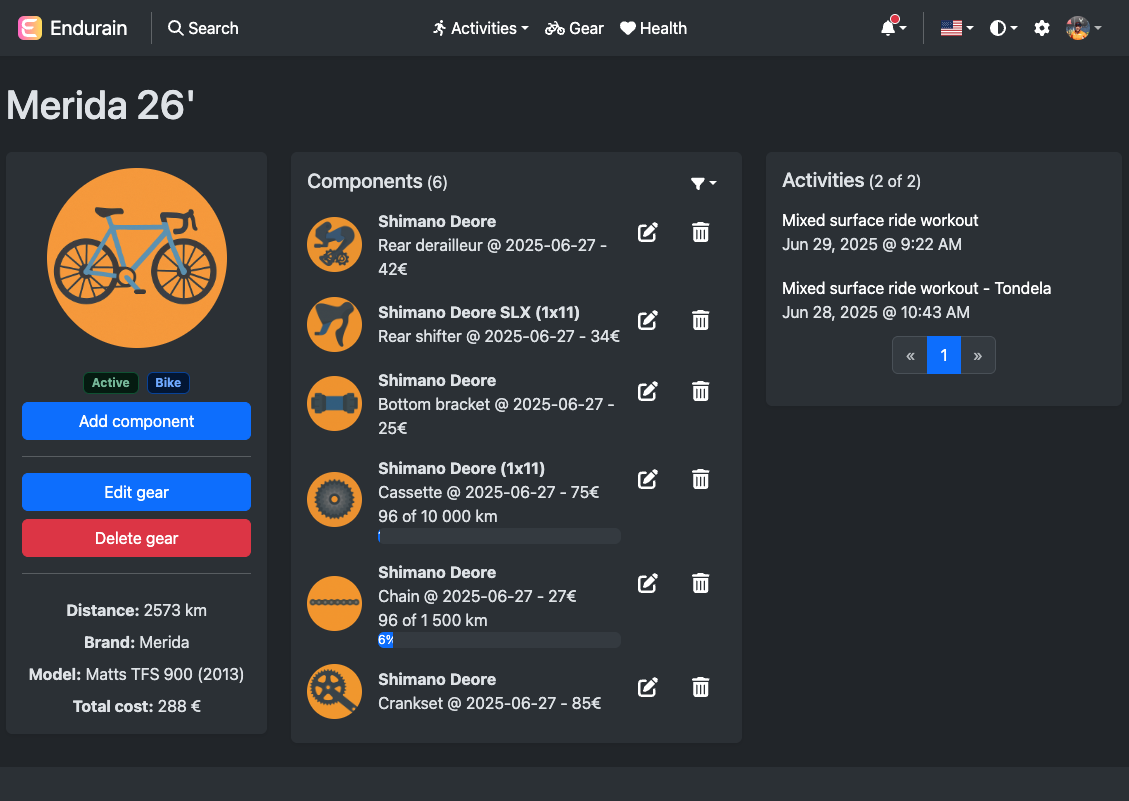 Endurain
Search
Activities
Gear
Health
Merida 26'
Active
Bike
Add component
Edit gear
Delete gear
Distance: 2573 km
Brand: Merida
Model: Matts TFS 900 (2013)
Total cost: 288 €
Components (6)
Shimano Deore
Rear derailleur @ 2025-06-27 -
42€
Shimano Deore SLX (1x11)
Rear shifter @ 2025-06-27 - 34€
Shimano Deore
Bottom bracket @ 2025-06-27 -
25€
Shimano Deore (1x11)
Cassette @ 2025-06-27 - 75€
96 of 10 000 km
Shimano Deore
Chain @ 2025-06-27 - 27€
96 of 1 500 km
6%
Shimano Deore
Crankset @ 2025-06-27 - 85€
Activities (2 of 2)
Mixed surface ride workout
Jun 29, 2025 @ 9:22 AM
Mixed surface ride workout - Tondela
Jun 28, 2025 @ 10:43 AM
« 1 »